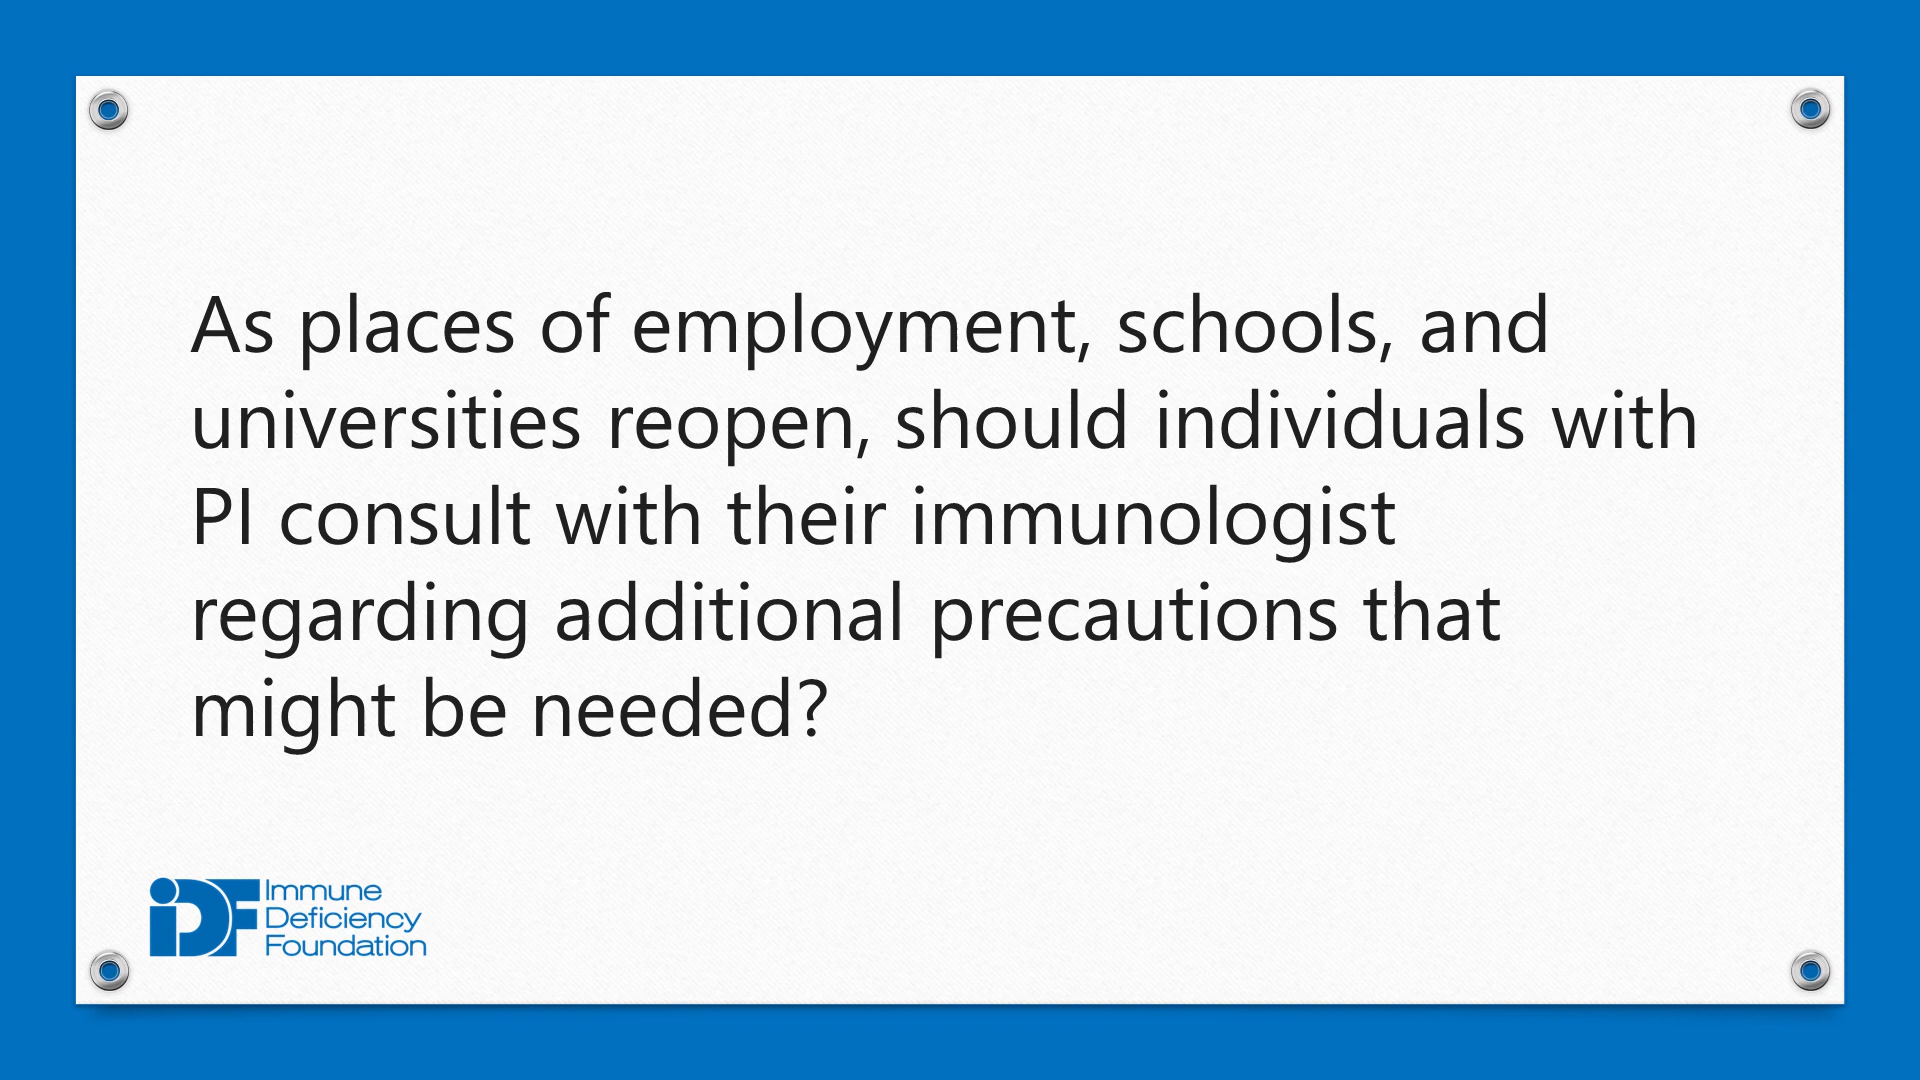 As places of employment, schools, and
universities reopen, should individuals with
PI consult with their immunologist
regarding additional precautions that
might be needed?
iDF Immune
Deficiency
Foundation